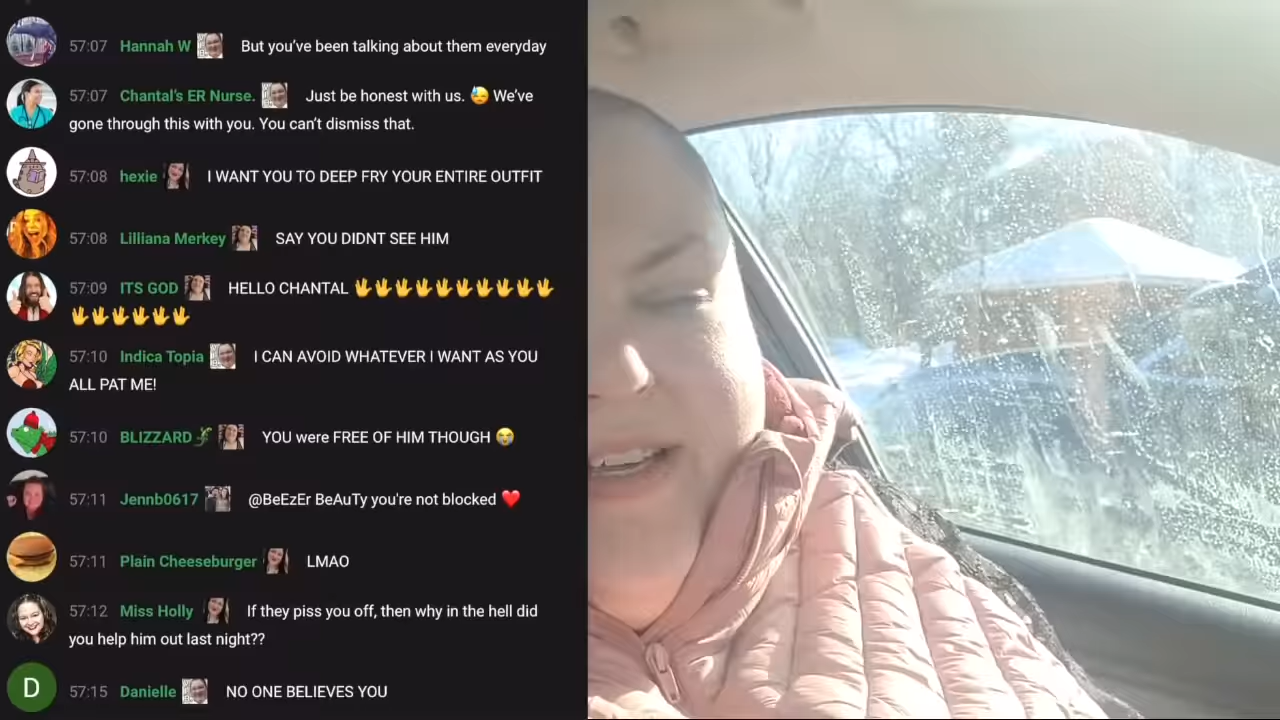 57:07 Hannah W But you’ve been talking about them everyday
57:07 Chantal’s ER Nurse. Just be honest with us. 😓 We’ve
gone through this with you. You can’t dismiss that.
57:08 hexie I WANT YOU TO DEEP FRY YOUR ENTIRE OUTFIT
57:08 Lilliana Merkey SAY YOU DIDNT SEE HIM
57:09 ITS GOD HELLO CHANTAL 🖖🖖🖖🖖🖖🖖🖖🖖🖖🖖
🖖🖖🖖🖖🖖🖖
57:10 Indica Topia I CAN AVOID WHATEVER I WANT AS YOU
ALL PAT ME!
57:10 BLIZZARD🦎 YOU were FREE OF HIM THOUGH 😭
57:11 Jennb0617 @BeEzEr BeAuTy you're not blocked ❤️
57:11 Plain Cheeseburger LMAO
57:12 Miss Holly If they piss you off, then why in the hell did
you help him out last night??
D 57:15 Danielle NO ONE BELIEVES YOU